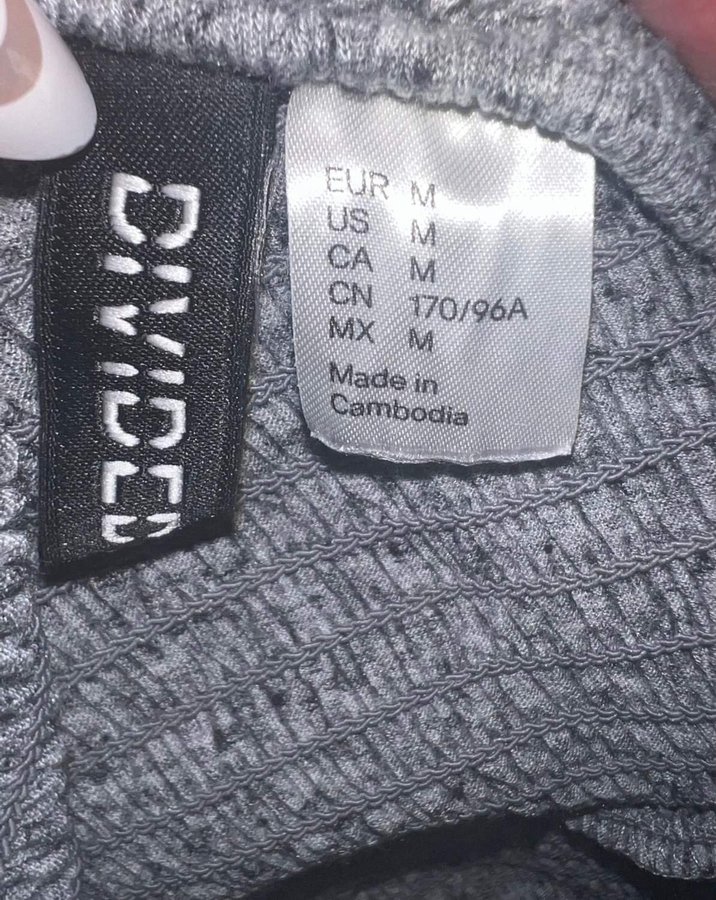 DIVIDED
EUR M
US M
CA M
CN 170/96A
MX M
Made in
Cambodia